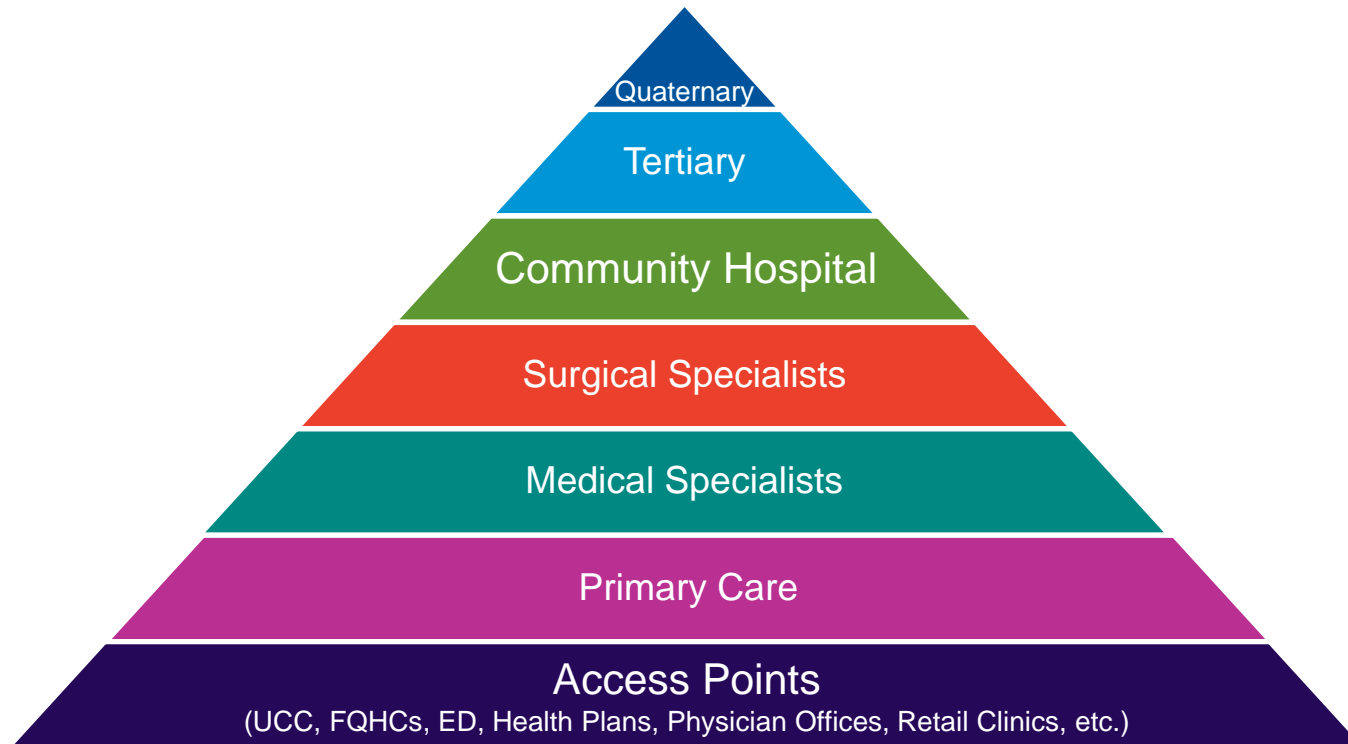 Quaternary
Tertiary
Community Hospital
Surgical Specialists
Medical Specialists
Primary Care
Access Points
(UCC, FQHCs, ED, Health Plans, Physician Offices, Retail Clinics, etc.)